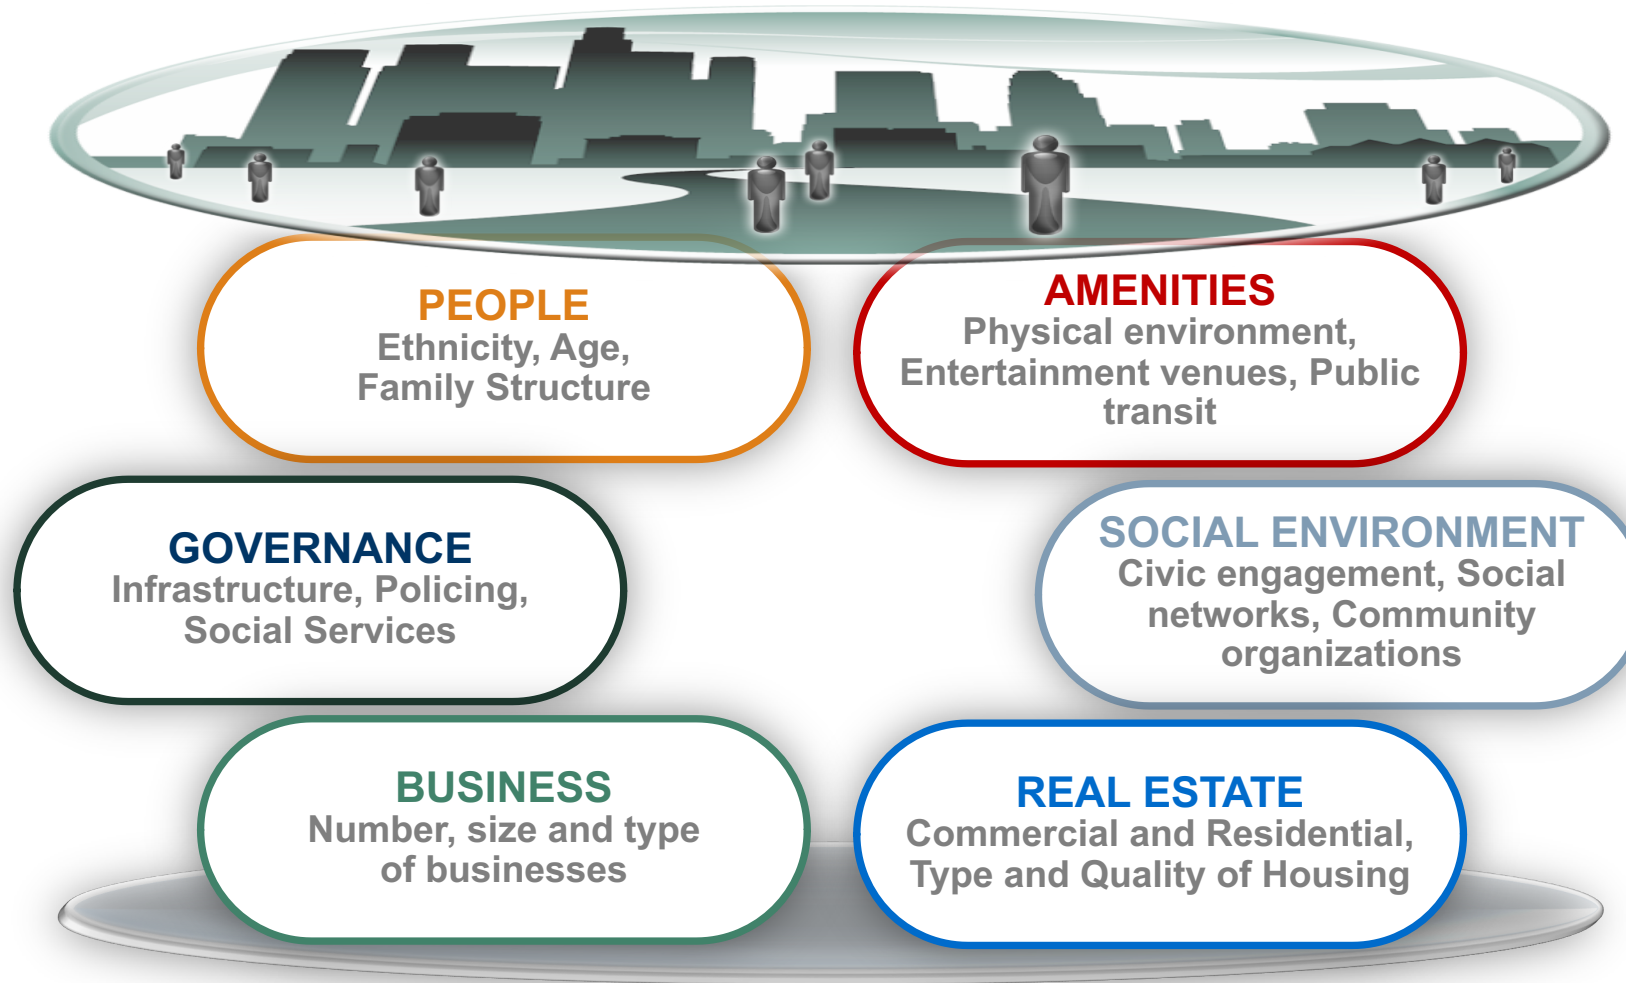 PEOPLE
Ethnicity, Age,
Family Structure
AMENITIES
Physical environment,
Entertainment venues, Public
transit
GOVERNANCE
Infrastructure, Policing,
Social Services
SOCIAL ENVIRONMENT
Civic engagement, Social
networks, Community
organizations
BUSINESS
Number, size and type
of businesses
REAL ESTATE
Commercial and Residential,
Type and Quality of Housing